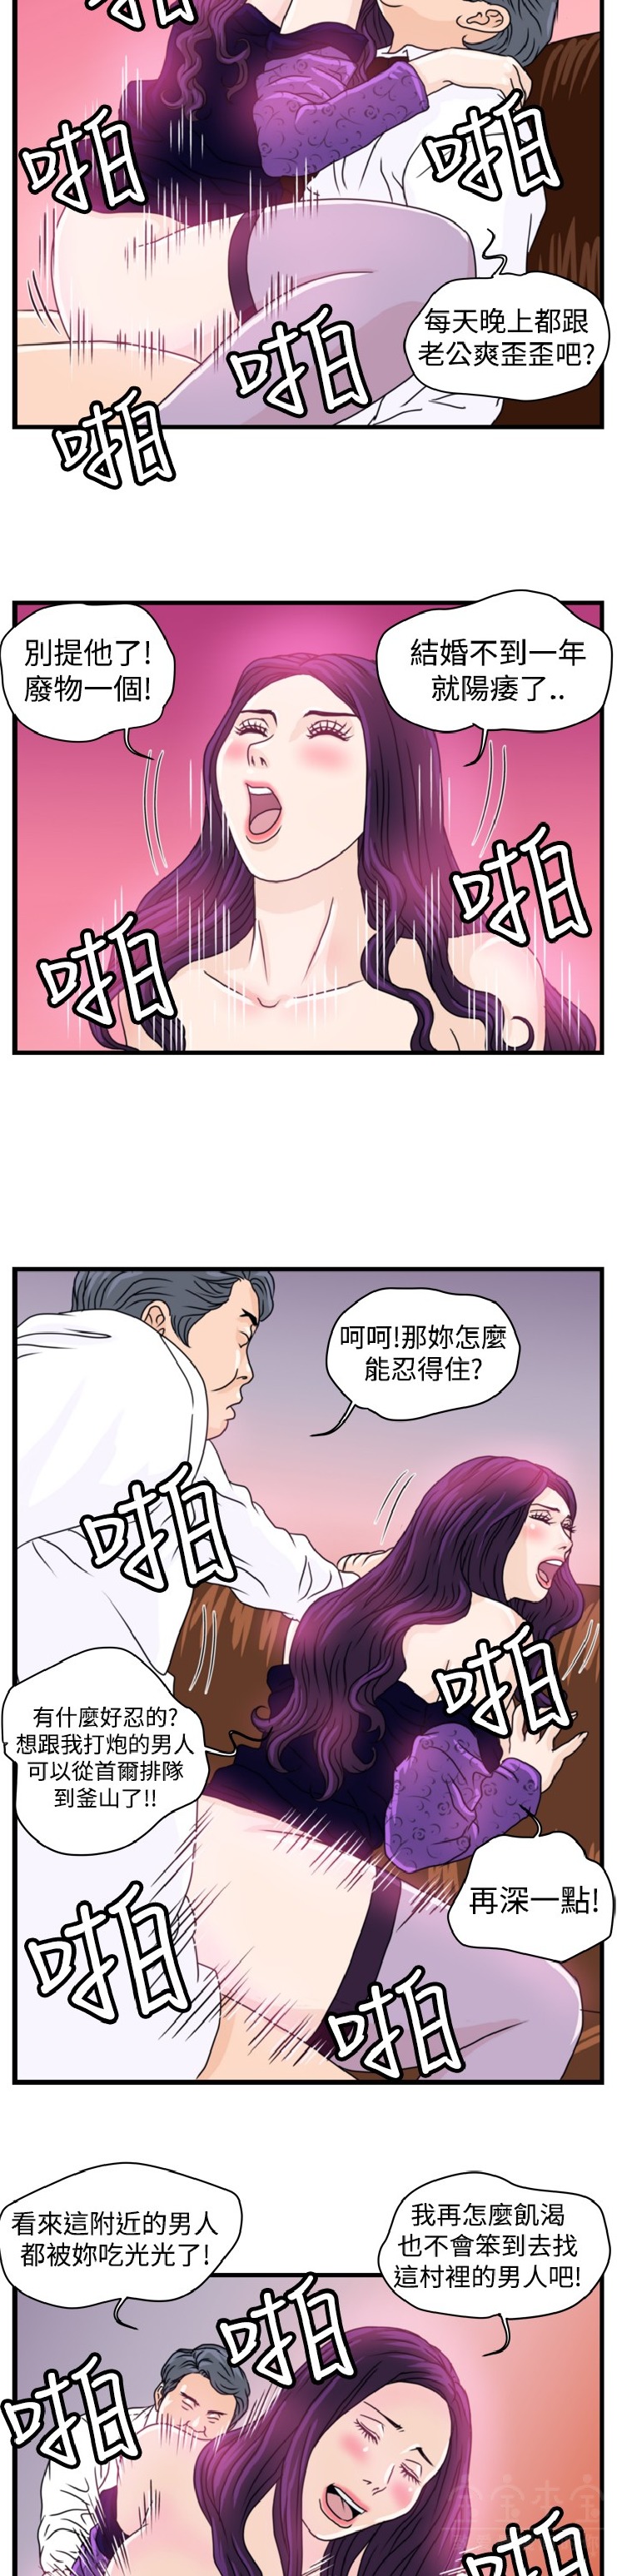 啪
啪
啪
每天晚上都跟
老公爽歪歪吧?
啪
啪
別提他了!
廢物一個!
結婚不到一年
就陽痿了..
啪
啪
呵呵!那妳怎麼
能忍得住?
啪
啪
有什麼好忍的?
想跟我打炮的男人
可以從首爾排隊
到釜山了!!
再深一點!
啪
啪
看來這附近的男人
都被妳吃光光了!
我再怎麼飢渴
也不會笨到去找
這村裡的男人吧!
啪
啪
啪